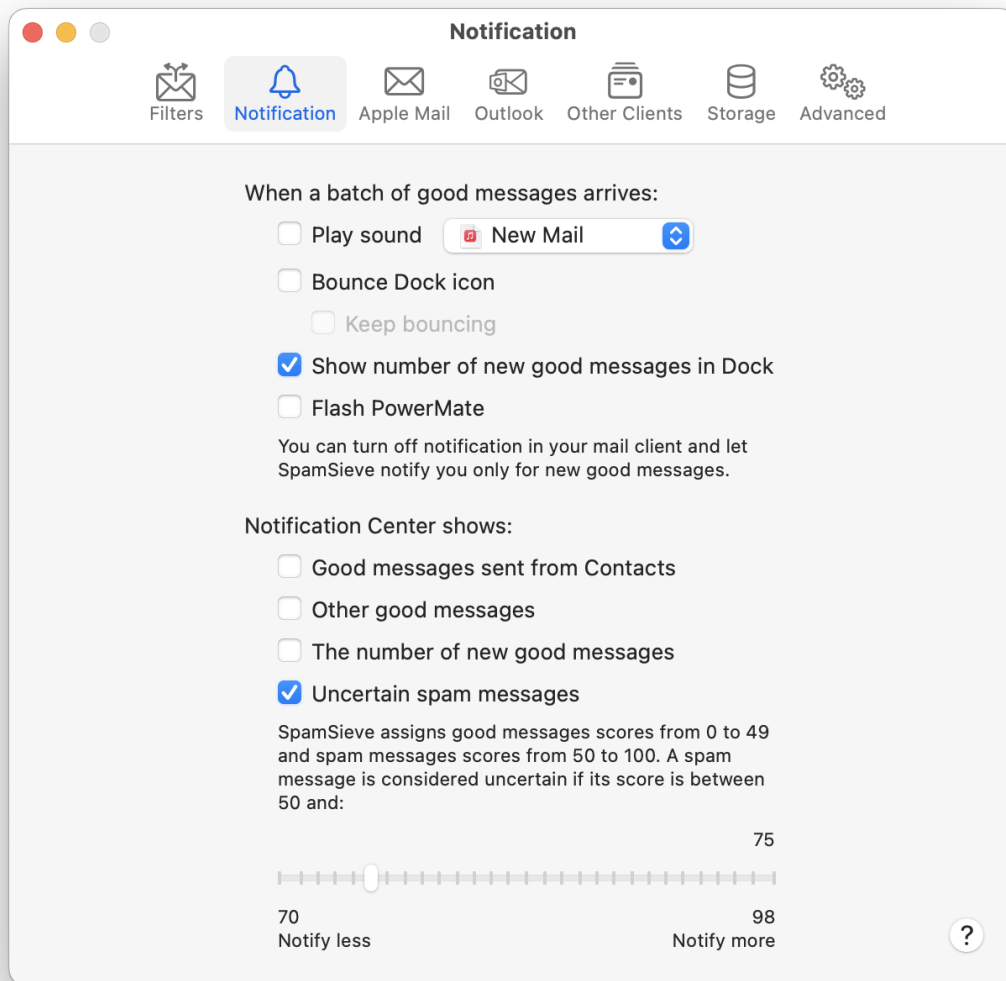 Notification
Filters
Notification
Apple Mail
Outlook
Other Clients
Storage
Advanced
When a batch of good messages arrives:
Play sound
New Mail
Bounce Dock icon
Keep bouncing
Show number of new good messages in Dock
Flash PowerMate
You can turn off notification in your mail client and let
SpamSieve notify you only for new good messages.
Notification Center shows:
Good messages sent from Contacts
Other good messages
The number of new good messages
Uncertain spam messages
SpamSieve assigns good messages scores from 0 to 49
and spam messages scores from 50 to 100. A spam
message is considered uncertain if its score is between
50 and:
75
70
98
Notify less
Notify more
?